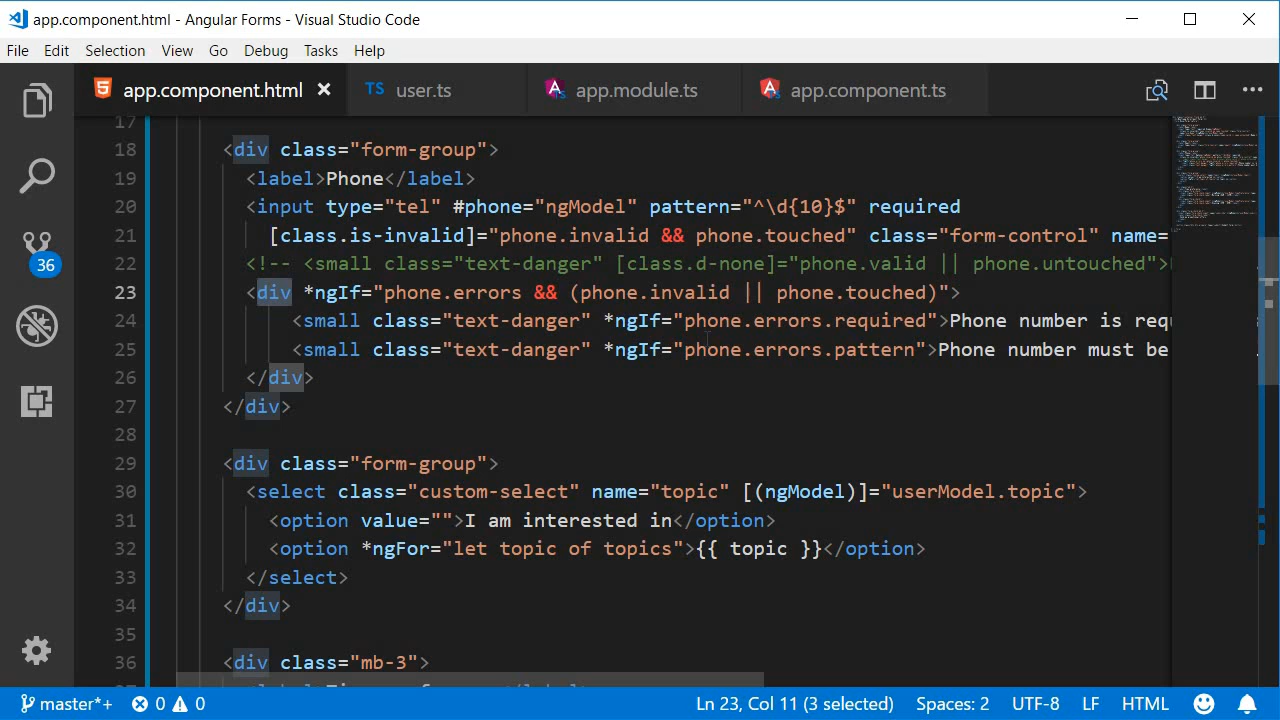 app.component.html - Angular Forms - Visual Studio Code
File Edit Selection View Go Debug Tasks Help
app.component.html TS user.ts app.module.ts app.component.ts
17
18 <div class="form-group">
19 <label>Phone</label>
20 <input type="tel" #phone="ngModel" pattern="^\d{10}$" required
21 [class.is-invalid]="phone.invalid && phone.touched" class="form-control" name=
22 <!-- <small class="text-danger" [class.d-none]="phone.valid || phone.untouched">
23 <div *ngIf="phone.errors && (phone.invalid || phone.touched)">
24 <small class="text-danger" *ngIf="phone.errors.required">Phone number is req
25 <small class="text-danger" *ngIf="phone.errors.pattern">Phone number must be
26 </div>
27 </div>
28
29 <div class="form-group">
30 <select class="custom-select" name="topic" [(ngModel)]="userModel.topic">
31 <option value="">I am interested in</option>
32 <option *ngFor="let topic of topics">{{ topic }}</option>
33 </select>
34 </div>
35
36 <div class="mb-3">
36
master*+ 0 0 Ln 23, Col 11 (3 selected) Spaces: 2 UTF-8 LF HTML